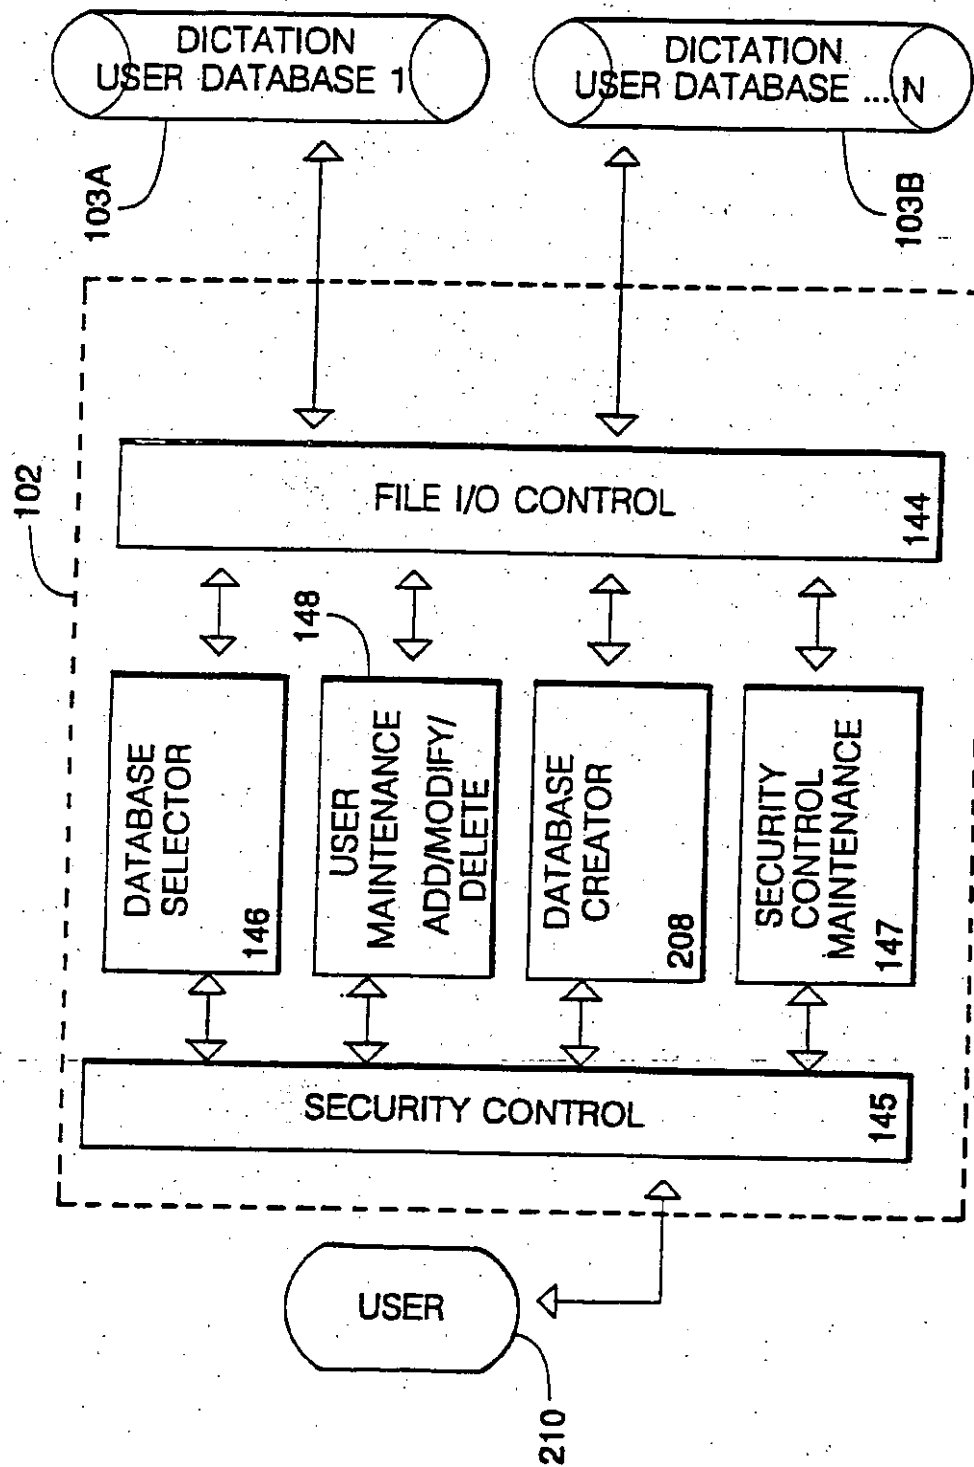 DICTATION
USER DATABASE 1
103A
DICTATION
USER DATABASE ... N
103B
102
FILE I/O CONTROL
144
DATABASE
SELECTOR
146
148
USER
MAINTENANCE
ADD/MODIFY/
DELETE
DATABASE
CREATOR
208
SECURITY
CONTROL
MAINTENANCE
147
SECURITY CONTROL
145
USER
210